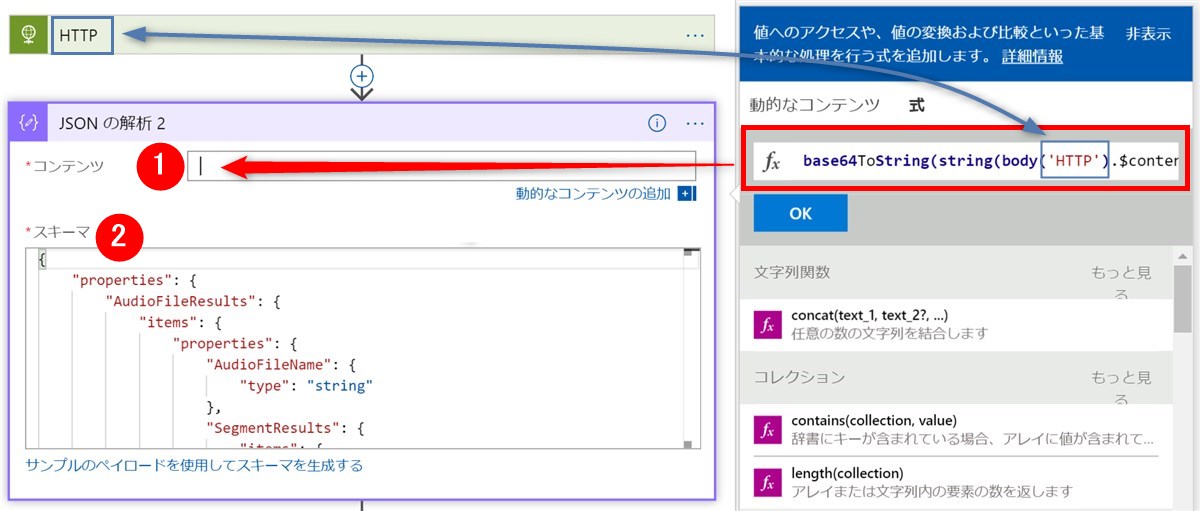 HTTP
JSON の解析 2
*コンテンツ
1
動的なコンテンツの追加
*スキーマ
2
{
"properties": {
"AudioFileResults": {
"items": {
"properties": {
"AudioFileName": {
"type": "string"
},
"SegmentResults": {
"items": {
サンプルのペイロードを使用してスキーマを生成する
値へのアクセスや、値の変換および比較といった基
本的な処理を行う式を追加します。 詳細情報
非表示
動的なコンテンツ 式
fx base64ToString(string(body('HTTP').$conten
OK
文字列関数 もっと見
る
fx concat(text_1, text_2?, ...)
任意の数の文字列を結合します
コレクション もっと見
る
fx contains(collection, value)
辞書にキーが含まれている場合、アレイに値が含まれて...
fx length(collection)
アレイまたは文字列内の要素の数を返します